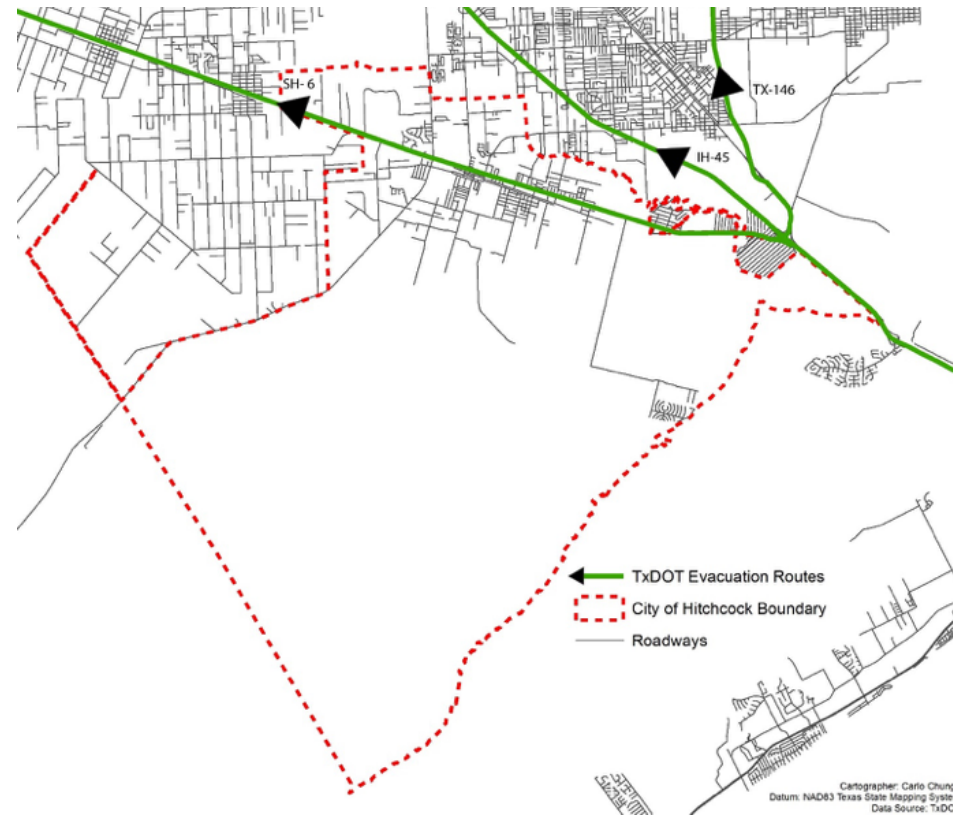 SH-6
TX-146
IH-45
TxDOT Evacuation Routes
City of Hitchcock Boundary
Roadways
Cartographer: Carlo Chung
Datum: NAD83 Texas State Mapping System
Data Source: TxDO